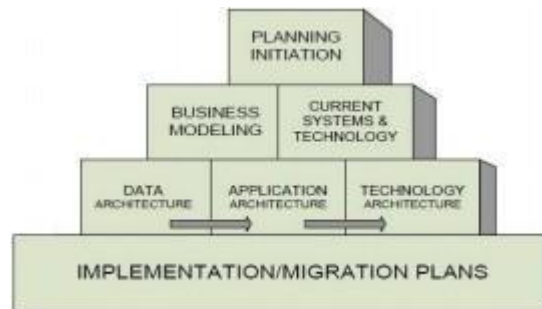 PLANNING
INITIATION
BUSINESS
MODELING
CURRENT
SYSTEMS &
TECHNOLOGY
DATA
ARCHITECTURE
APPLICATION
ARCHITECTURE
TECHNOLOGY
ARCHITECTURE
IMPLEMENTATION/MIGRATION PLANS